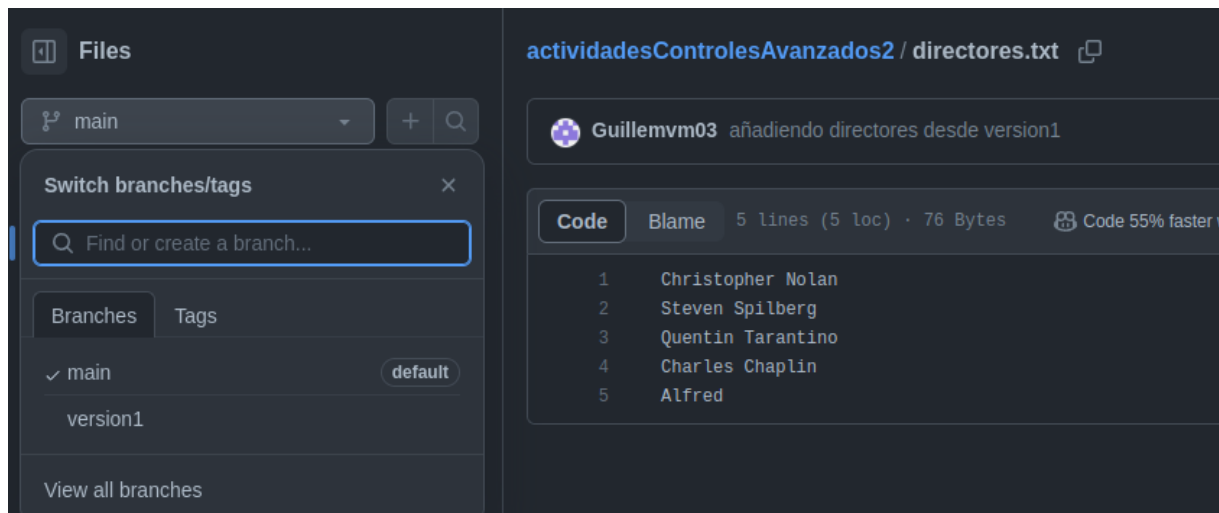 Files
main
Switch branches/tags
Find or create a branch...
Branches Tags
main default
version1
View all branches
actividadesControlesAvanzados2 / directores.txt
Guillemvm03 añadiendo directores desde version1
Code Blame 5 lines (5 loc) · 76 Bytes Code 55% faster
1 Christopher Nolan
2 Steven Spilberg
3 Quentin Tarantino
4 Charles Chaplin
5 Alfred